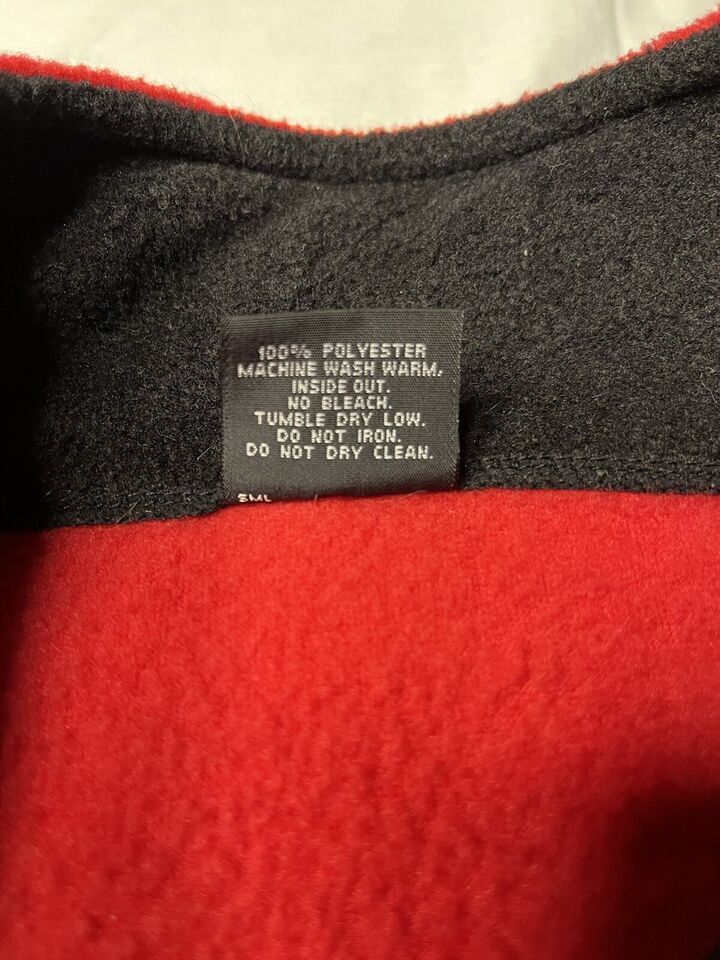 100% POLYESTER
MACHINE WASH WARM,
INSIDE OUT.
NO BLEACH.
TUMBLE DRY LOW.
DO NOT IRON.
DO NOT DRY CLEAN.
SML